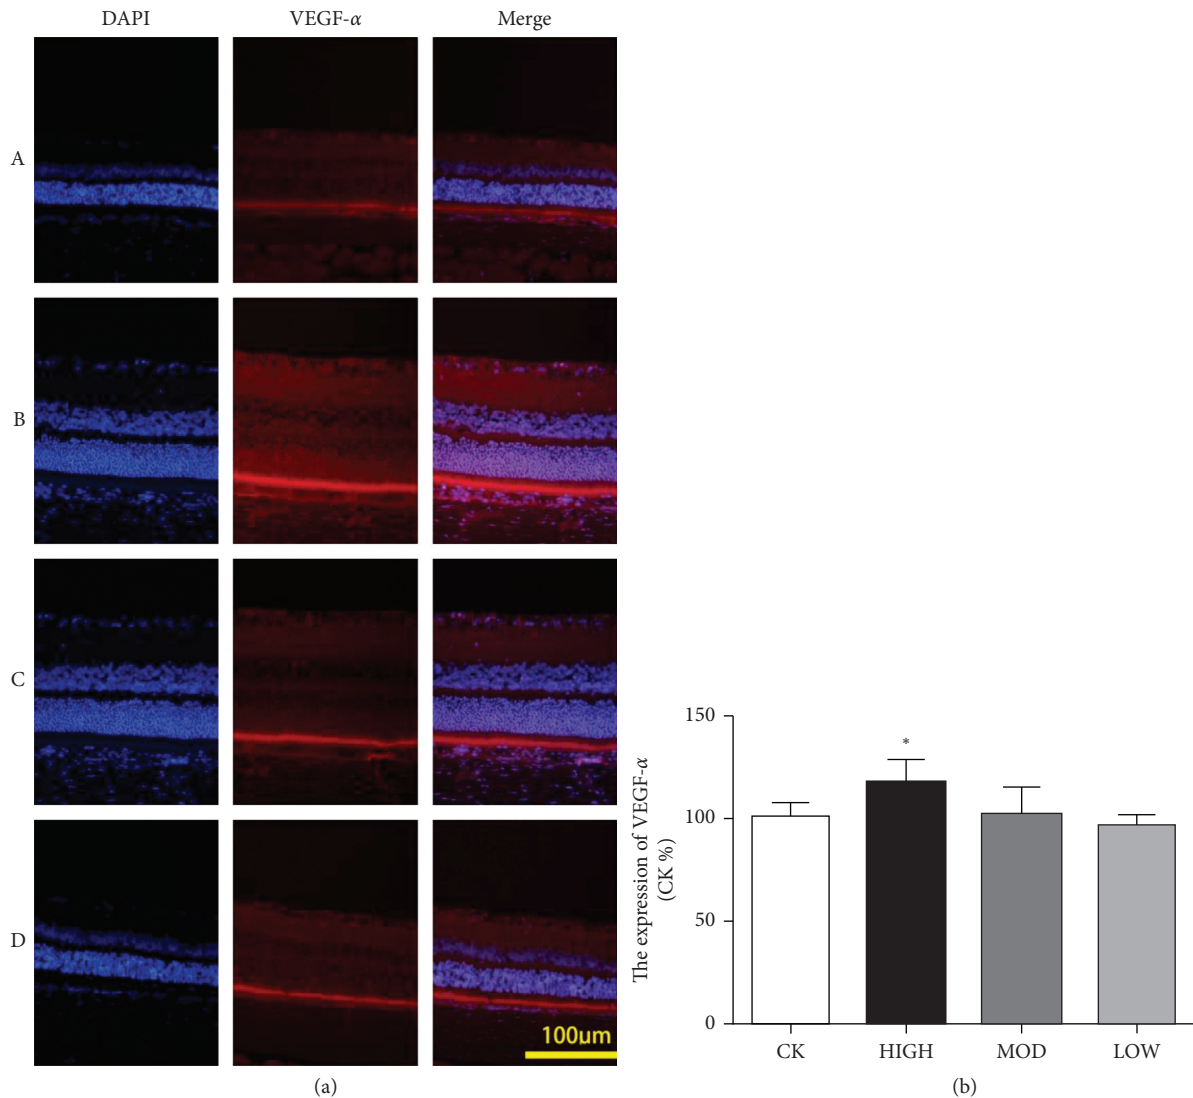 DAPI VEGF-α Merge
A
B
C
D
100μm
(a)
The expression of VEGF-α
(CK %)
150
100
50
0
*
CK HIGH MOD LOW
(b)